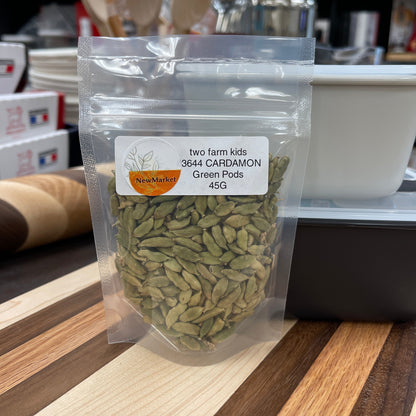 NewMarket
two farm kids
3644 CARDAMON
Green Pods
45G